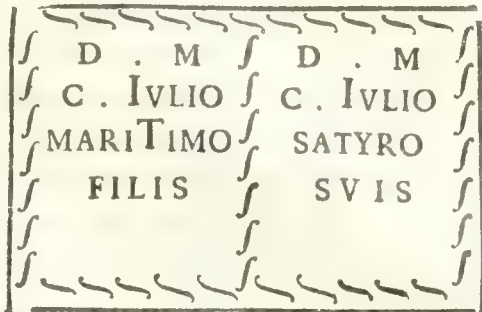 D . M
C . IVLIO
MARITIMO
FILIS
D . M
C . IVLIO
SATYRO
SVIS